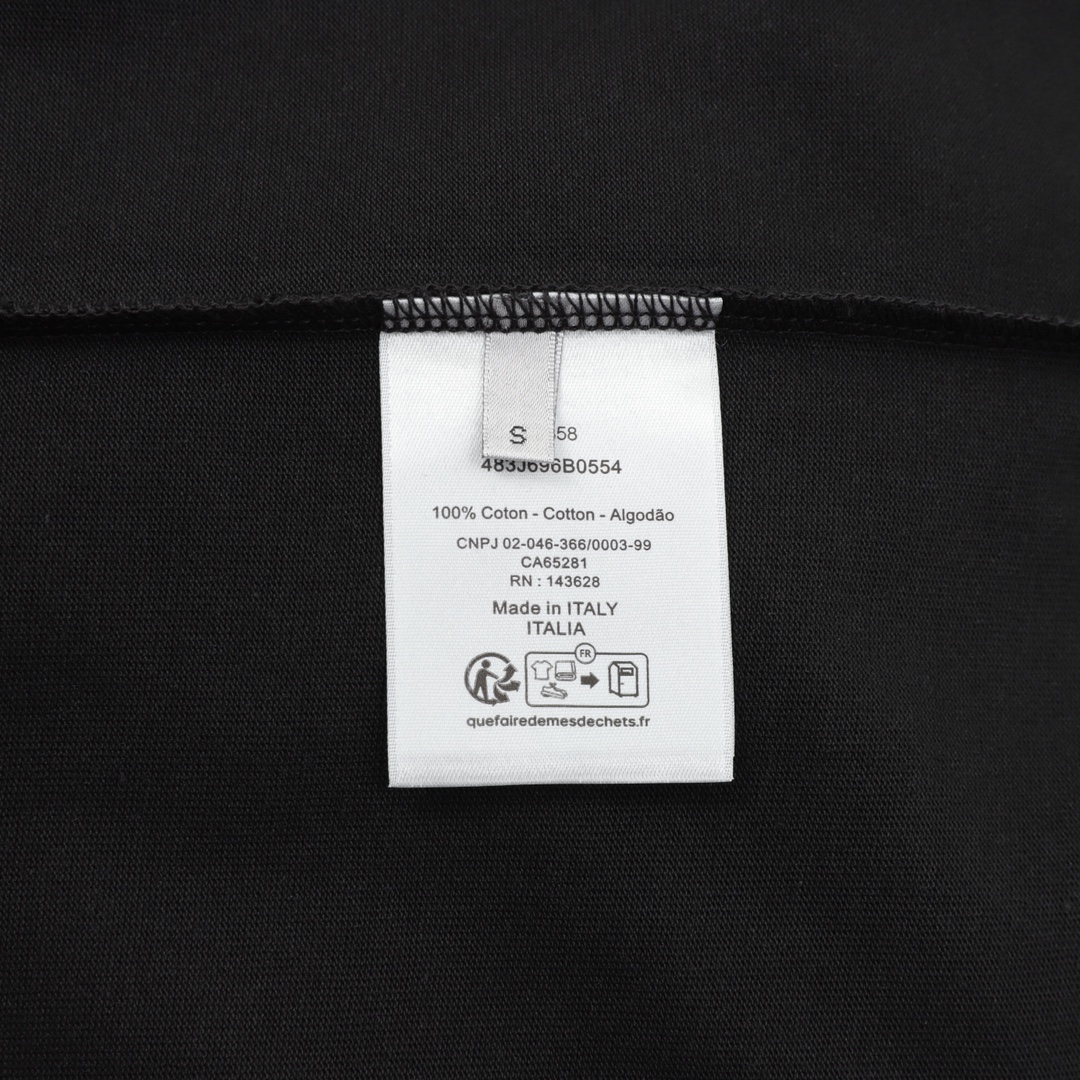 S
58
483J696B0554
100% Coton - Cotton - Algodão
CNPJ 02-046-366/0003-99
CA65281
RN : 143628
Made in ITALY
ITALIA
FR
quefairedemesdechets.fr